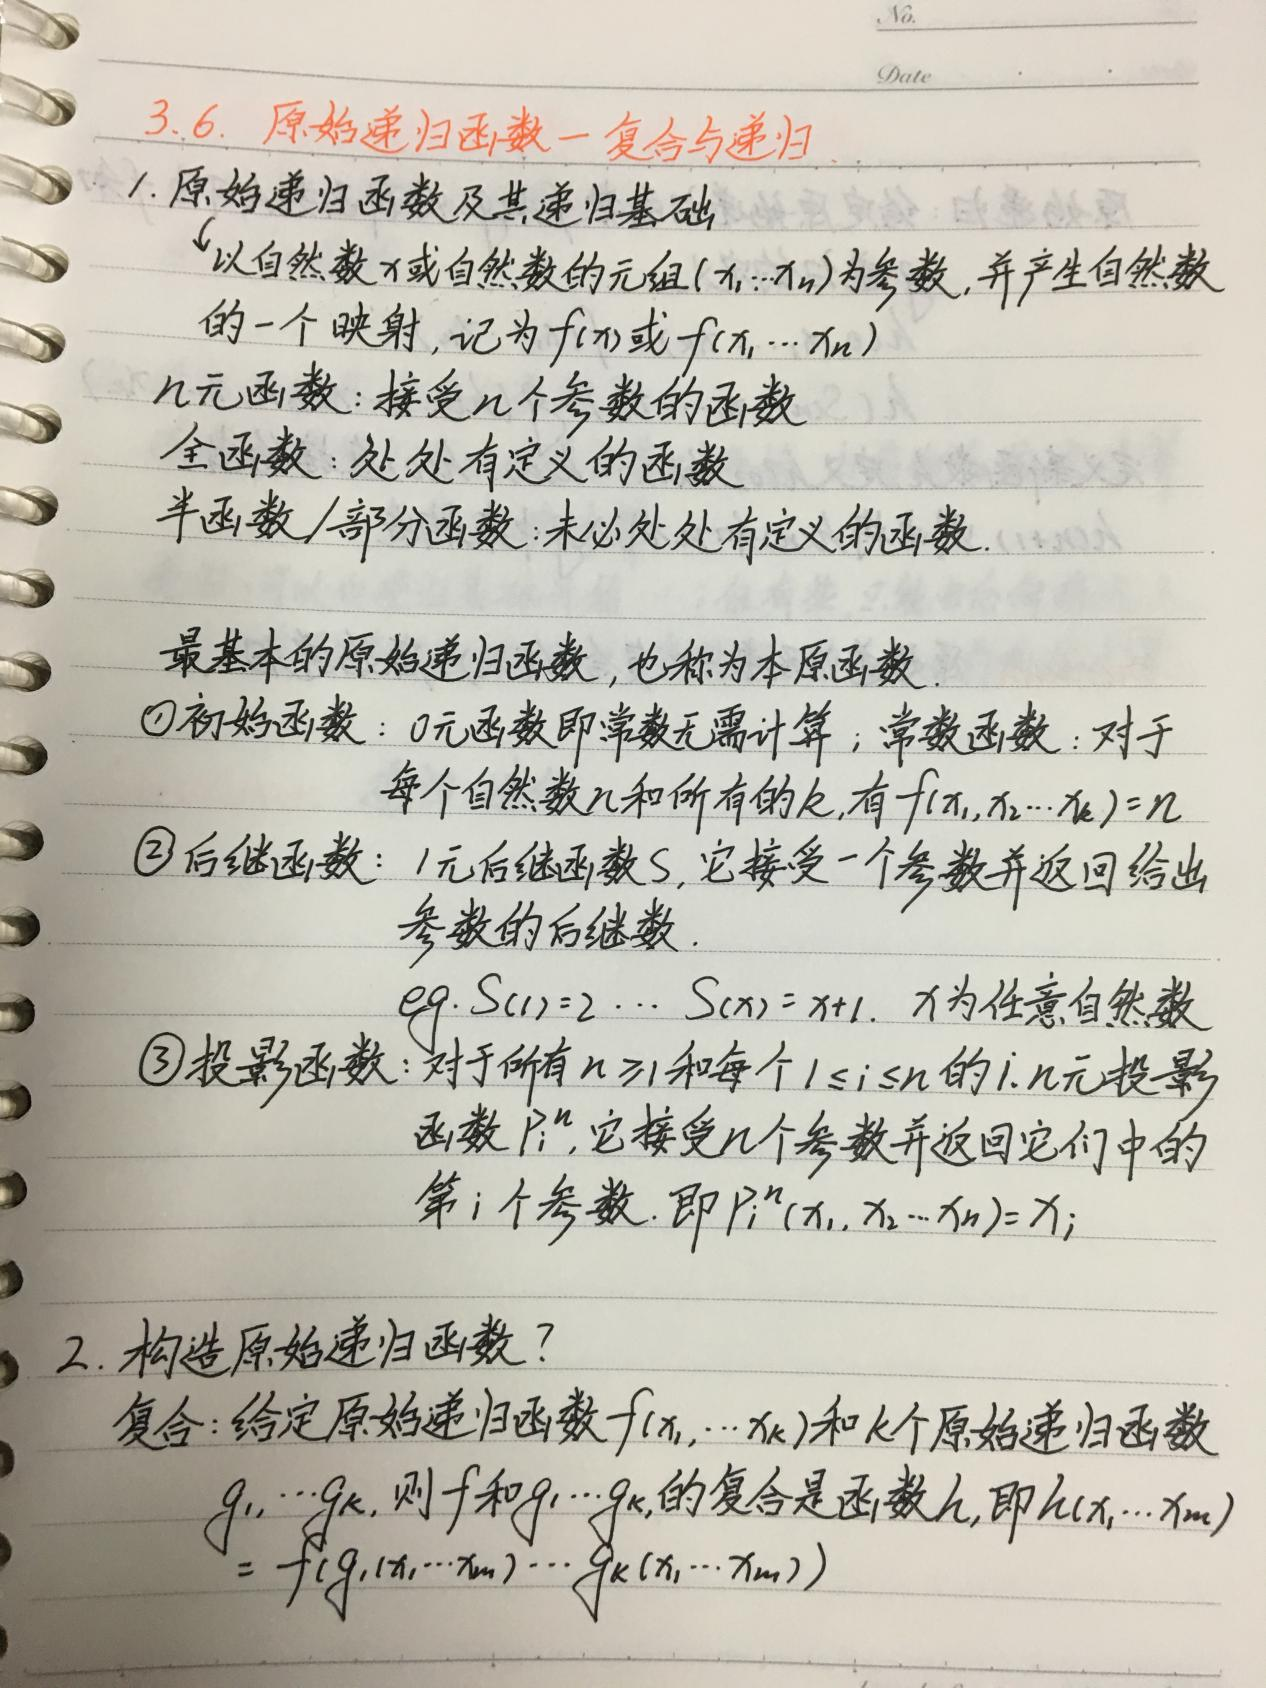 No.
Date
3.6. 原始递归函数—复合与递归.
1. 原始递归函数及其递归基础
以自然数x或自然数的元组(x₁…xₙ)为参数,并产生自然数
的一个映射,记为f(x)或f(x₁…xₙ)
n元函数:接受n个参数的函数
全函数:处处有定义的函数
半函数/部分函数:未必处处有定义的函数.
最基本的原始递归函数,也称为本原函数.
①初始函数: 0元函数即常数无需计算;常数函数:对于
每个自然数n和所有的k,有f(x₁,x₂…xₖ)=n
②后继函数: 1元后继函数S,它接受一个参数并返回给出
参数的后继数.
eg. S(1)=2 … S(x)=x+1. x为任意自然数
③投影函数:对于所有n≥1和每个1≤i≤n的i.n元投影
函数Pᵢⁿ,它接受n个参数并返回它们中的
第i个参数.即Pᵢⁿ(x₁,x₂…xₙ)=xᵢ
2. 构造原始递归函数?
复合:给定原始递归函数f(x₁,…xₖ)和k个原始递归函数
g₁,…gₖ,则f和g₁…gₖ,的复合是函数h,即h(x₁…xₘ)
=f(g₁(x₁…xₘ)…gₖ(x₁…xₘ))